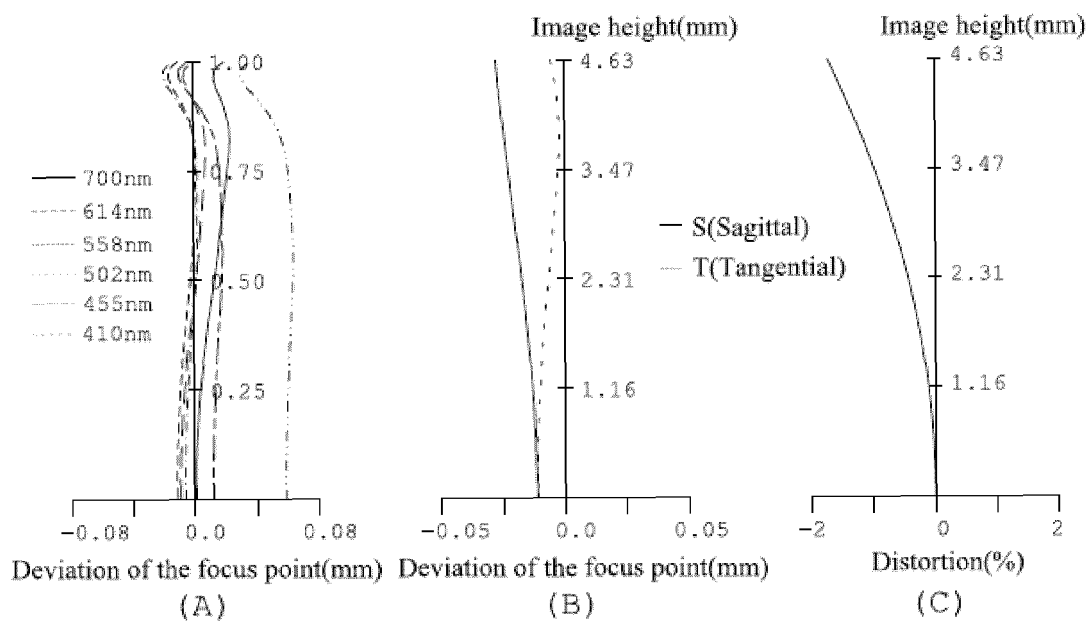 Image height(mm)
Image height(mm)
1.00
0.75
0.50
0.25
700nm
614nm
558nm
502nm
455nm
410nm
-0.08 0.0 0.08
Deviation of the focus point(mm)
(A)
4.63
3.47
2.31
1.16
S(Sagittal)
T(Tangential)
-0.05 0.0 0.05
Deviation of the focus point(mm)
(B)
4.63
3.47
2.31
1.16
-2 0 2
Distortion(%)
(C)